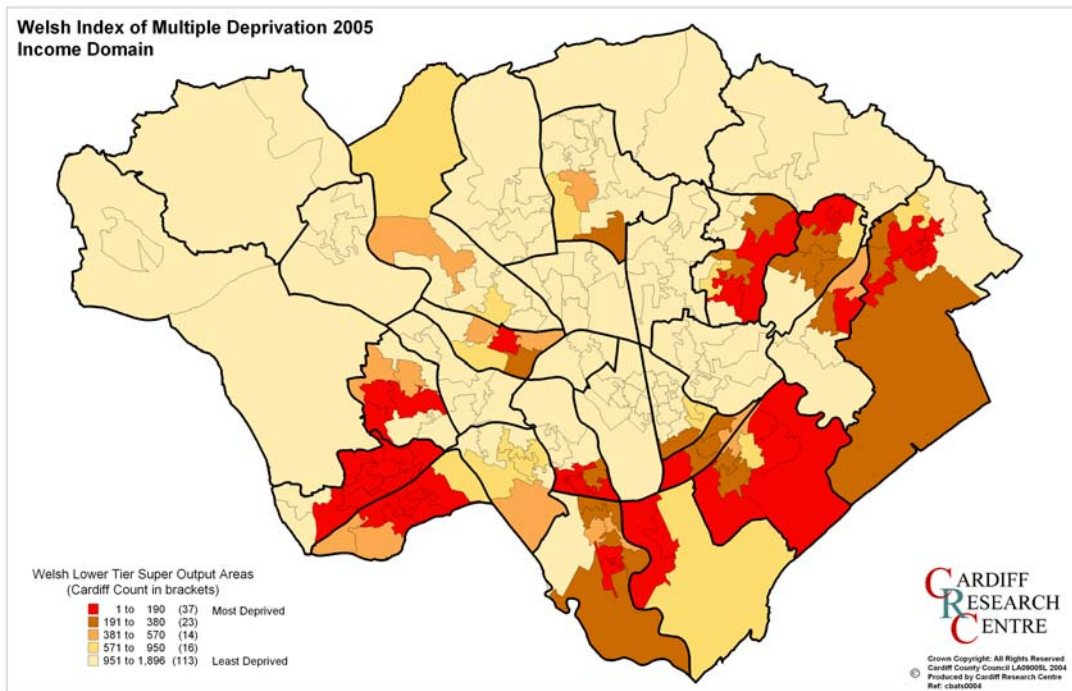 Welsh Index of Multiple Deprivation 2005
Income Domain
Welsh Lower Tier Super Output Areas
(Cardiff Count in brackets)
1 to 190 (37) Most Deprived
191 to 380 (23)
381 to 570 (14)
571 to 950 (16)
951 to 1,896 (113) Least Deprived
CARDIFF
RESEARCH
CENTRE
© Crown Copyright: All Rights Reserved
Cardiff County Council LA09005L 2004
Produced by Cardiff Research Centre
Ref: cbats0004